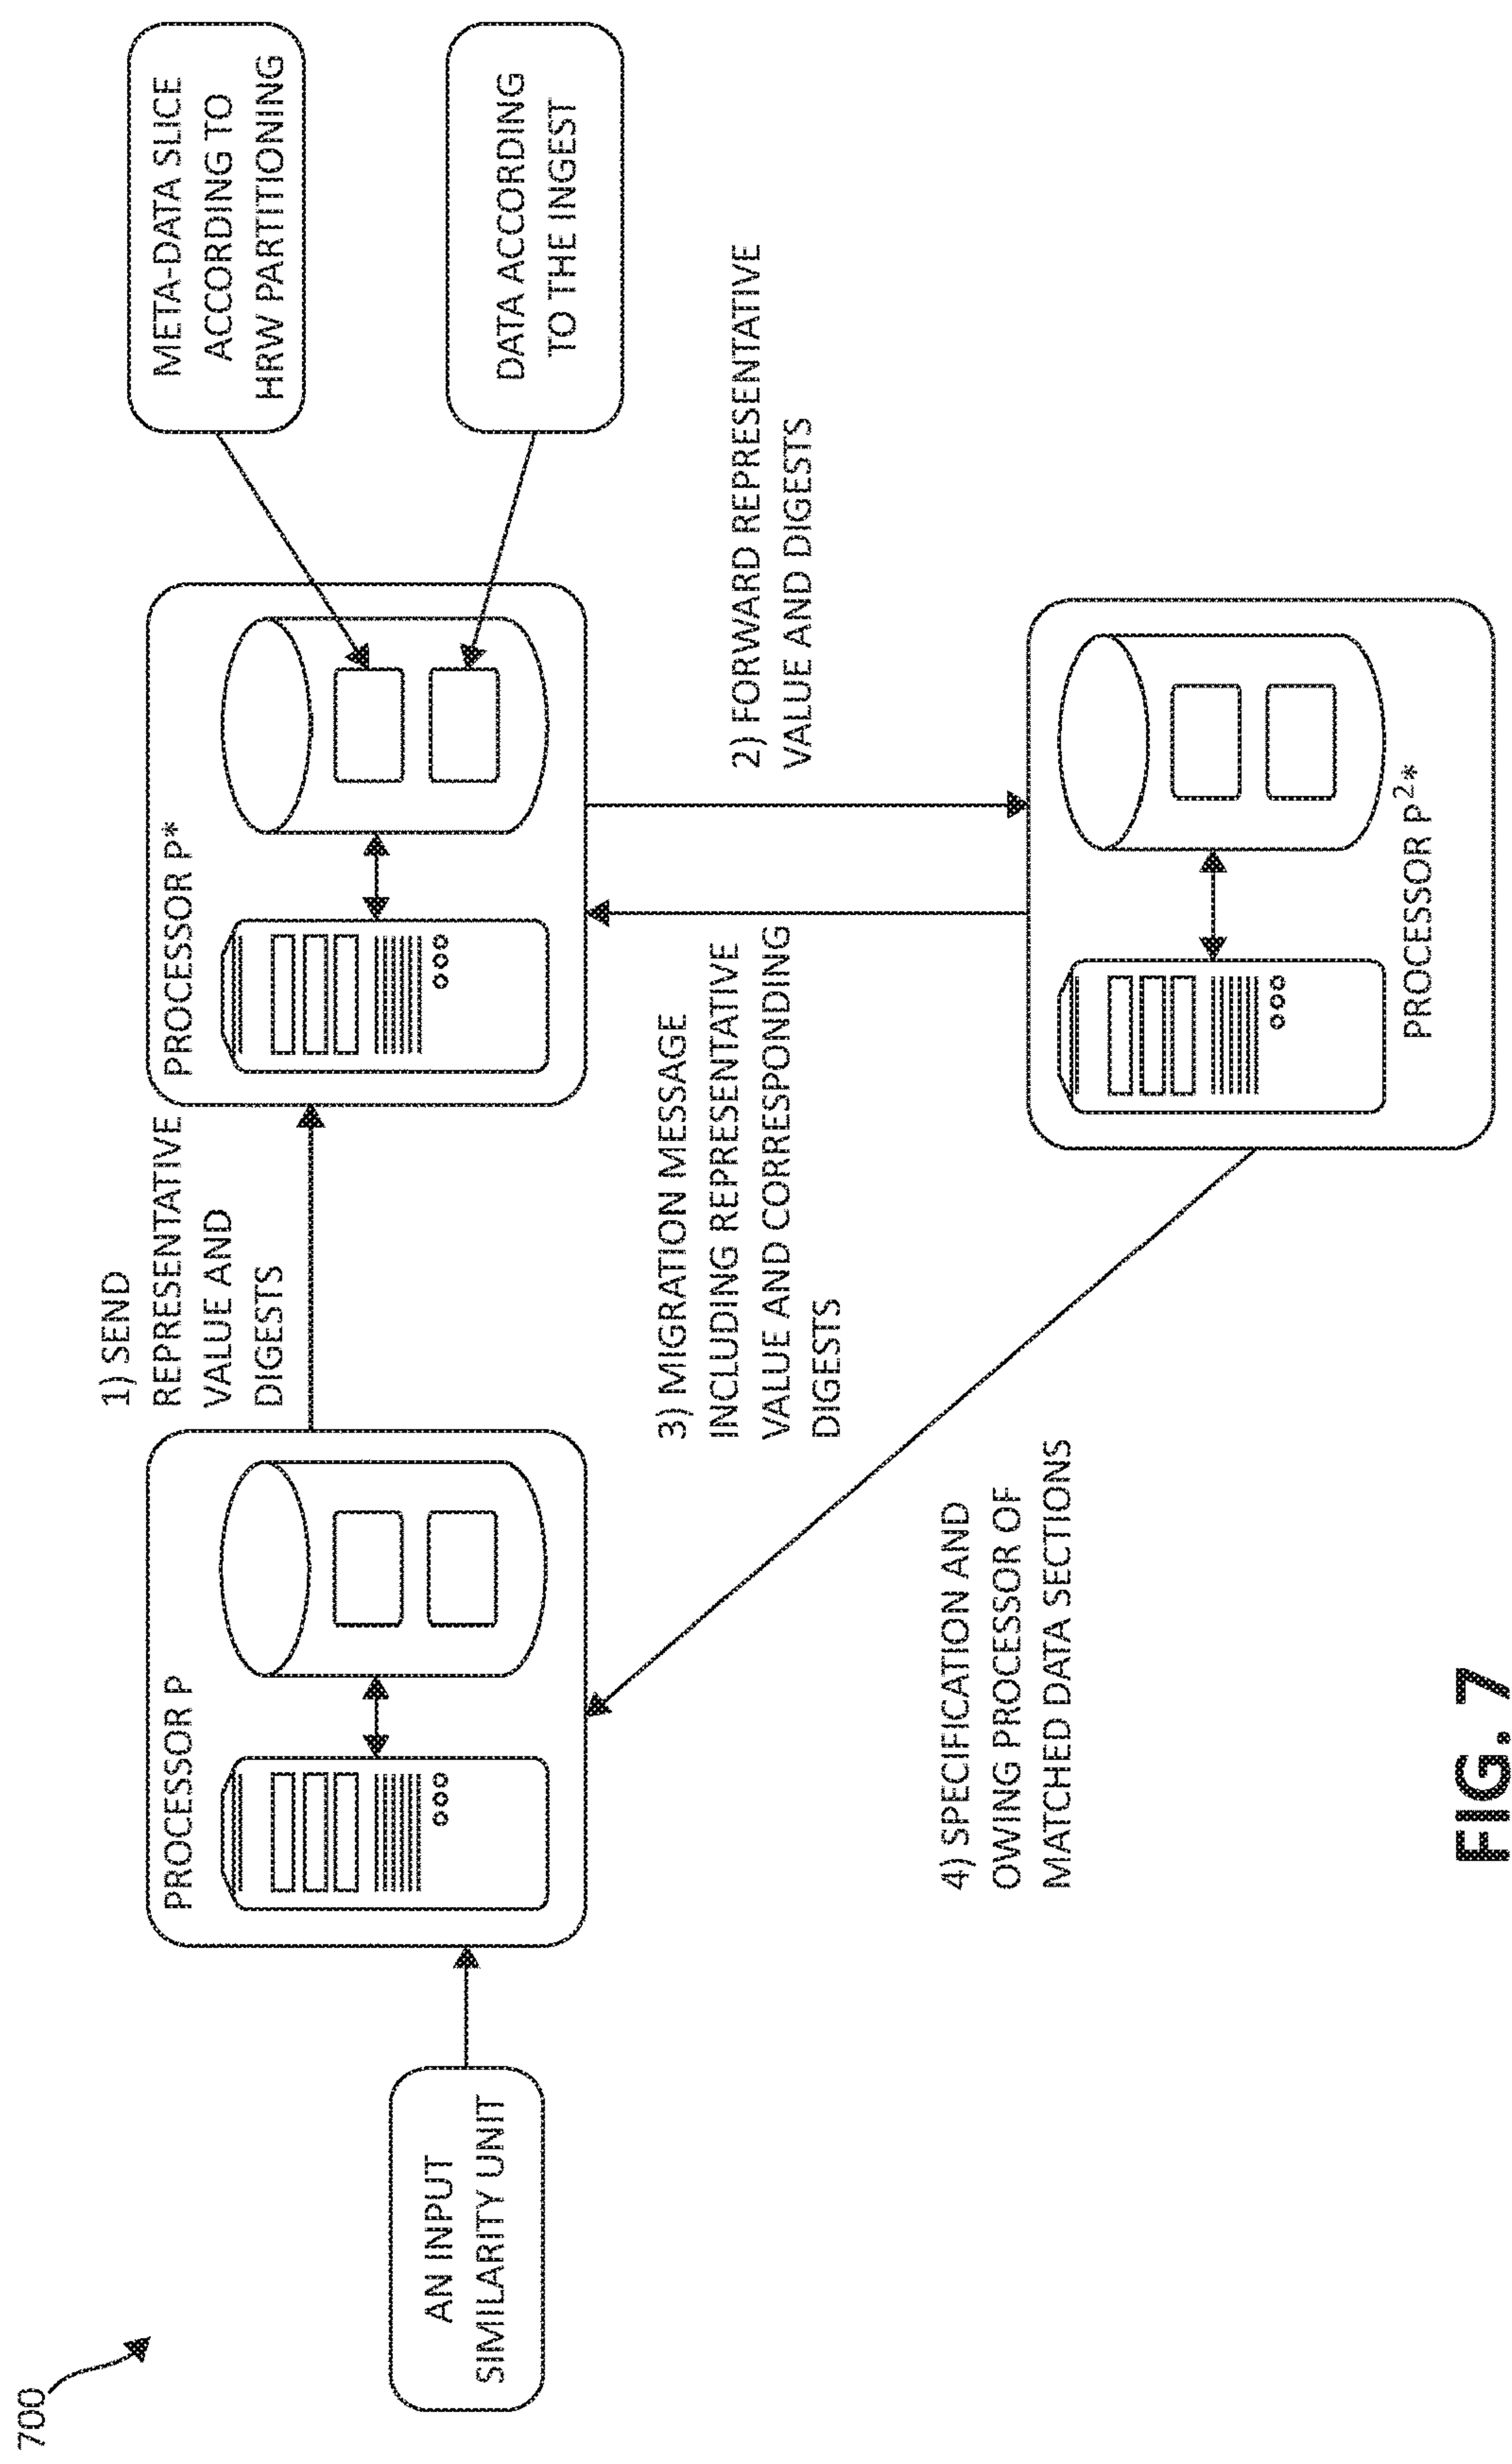 700
AN INPUT
SIMILARITY UNIT
PROCESSOR P
1) SEND
REPRESENTATIVE
VALUE AND
DIGESTS
PROCESSOR P*
META-DATA SLICE
ACCORDING TO
HRW PARTITIONING
DATA ACCORDING
TO THE INGEST
2) FORWARD REPRESENTATIVE
VALUE AND DIGESTS
3) MIGRATION MESSAGE
INCLUDING REPRESENTATIVE
VALUE AND CORRESPONDING
DIGESTS
4) SPECIFICATION AND
OWING PROCESSOR OF
MATCHED DATA SECTIONS
PROCESSOR P²*
FIG. 7